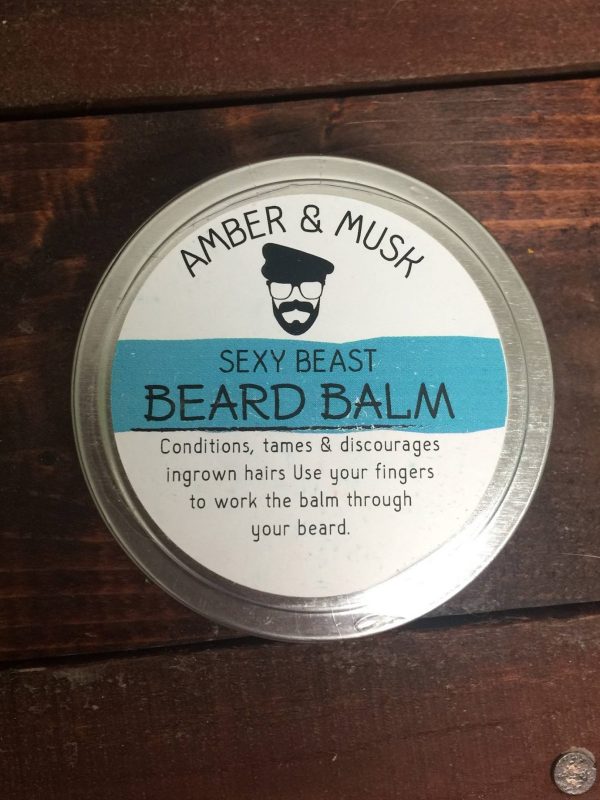 AMBER & MUSK
SEXY BEAST
BEARD BALM
Conditions, tames & discourages
ingrown hairs Use your fingers
to work the balm through
your beard.